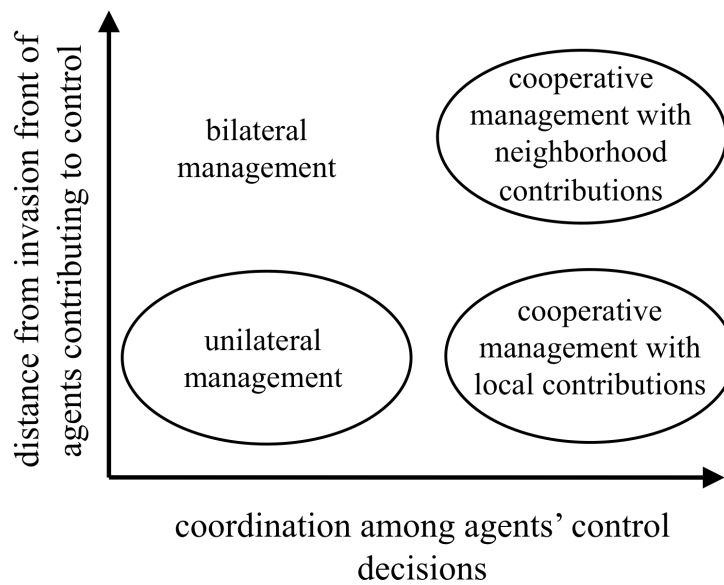 distance from invasion front of
agents contributing to control
bilateral
management
cooperative
management with
neighborhood
contributions
unilateral
management
cooperative
management with
local contributions
coordination among agents’ control
decisions